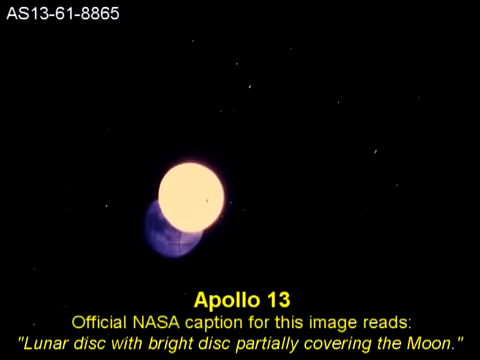 AS13-61-8865
Apollo 13
Official NASA caption for this image reads:
"Lunar disc with bright disc partially covering the Moon."